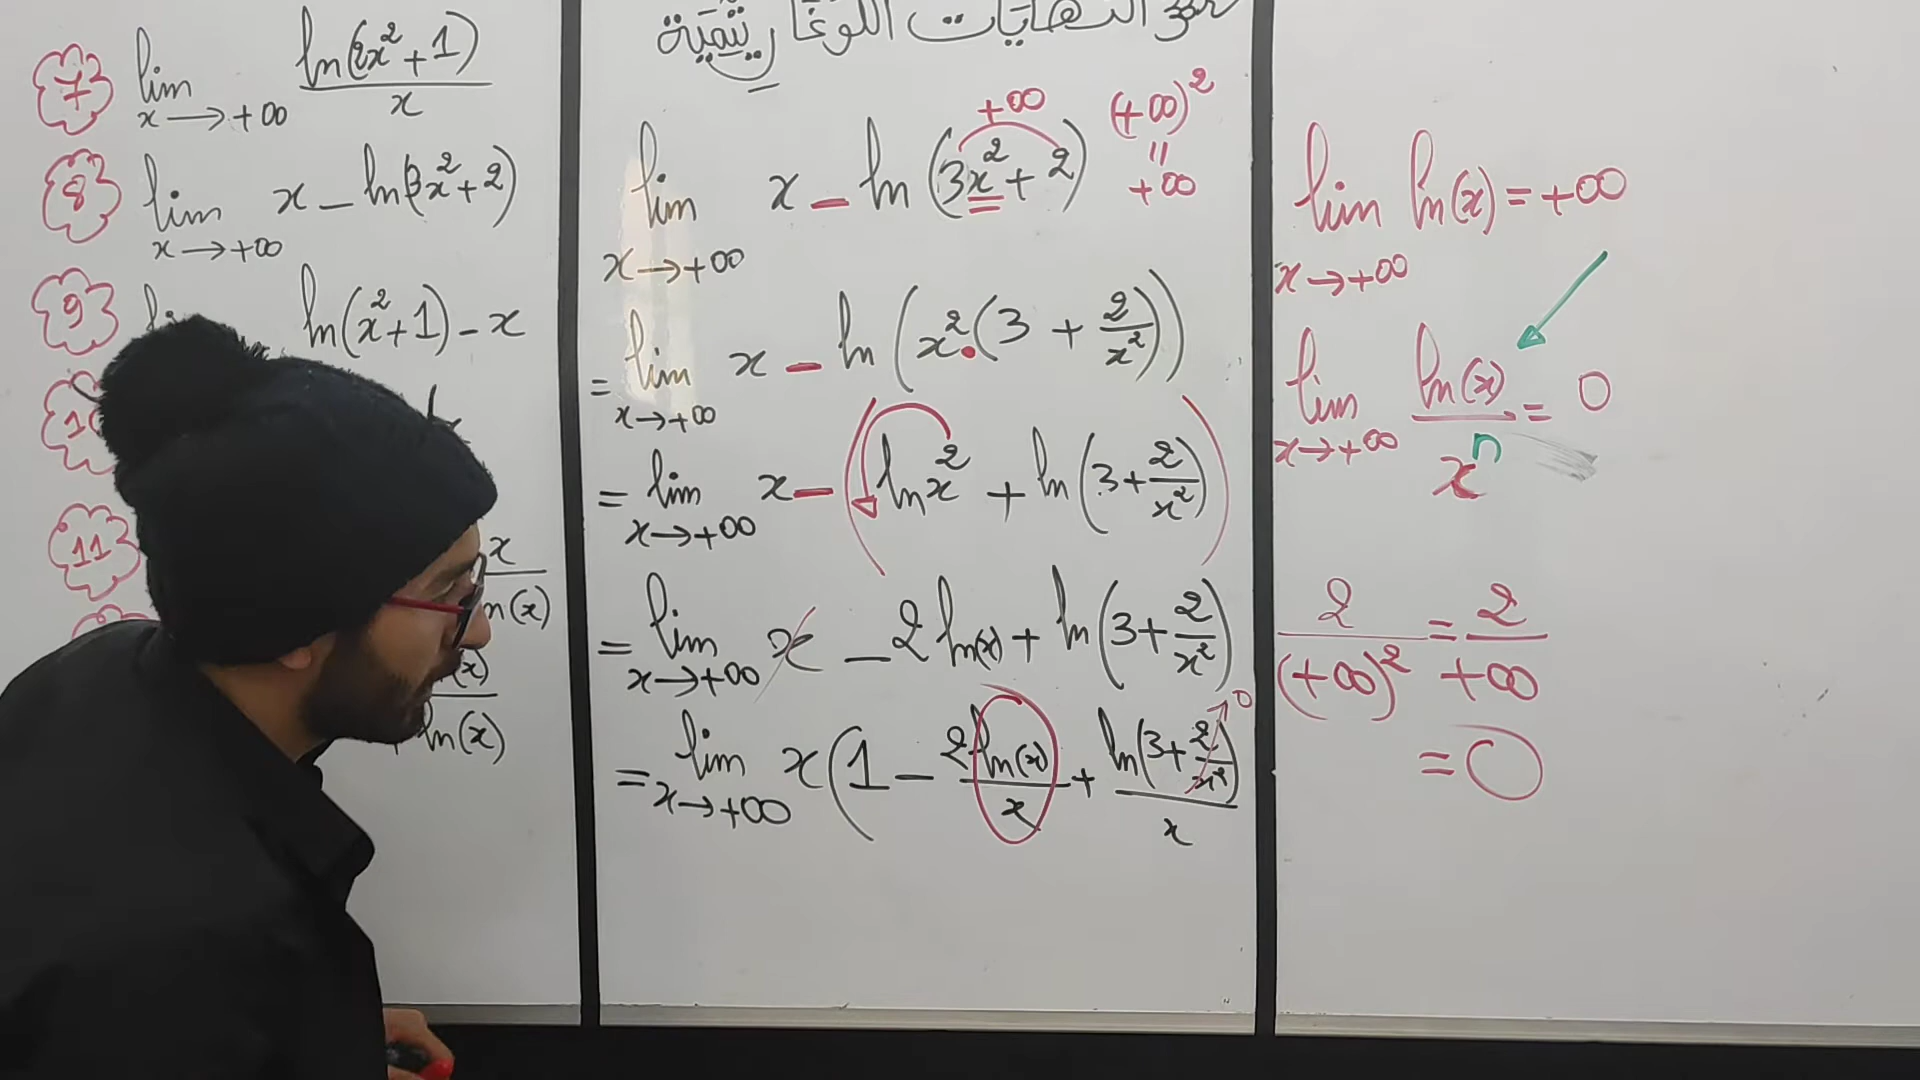 7 lim x→+∞ ln(2x²+1)/x
8 lim x→+∞ x - ln(3x²+2)
9 ln(x²+1) - x
11 x
n(x)
(x)
ln(x)
النهايات اللوغاريتمية
lim x→+∞ x - ln(3x²+2) +∞ (+∞)² = +∞
= lim x→+∞ x - ln(x².(3 + 2/x²))
= lim x→+∞ x - (ln x² + ln(3+2/x²))
= lim x→+∞ x - 2ln(x) + ln(3+2/x²)
= lim x→+∞ x(1 - 2ln(x)/x + ln(3+2/x²)/x → 0
lim x→+∞ ln(x) = +∞
lim x→+∞ ln(x)/xⁿ = 0
2/(+∞)² = 2/+∞
= 0